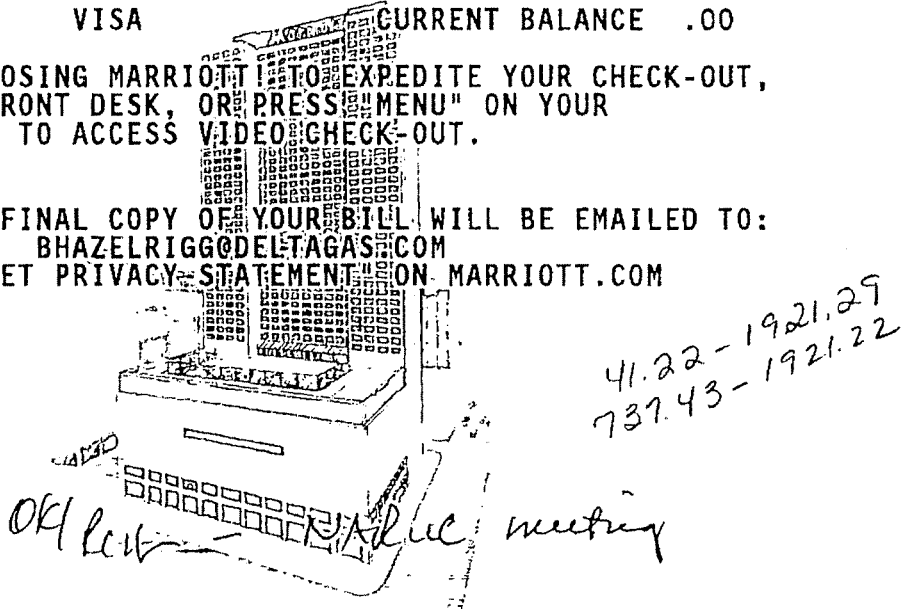 VISA CURRENT BALANCE .00
OSING MARRIOTT! TO EXPEDITE YOUR CHECK-OUT,
RONT DESK, OR PRESS "MENU" ON YOUR
TO ACCESS VIDEO CHECK-OUT.
FINAL COPY OF YOUR BILL WILL BE EMAILED TO:
BHAZELRIGG@DELTAGAS.COM
ET PRIVACY STATEMENT" ON MARRIOTT.COM
41.22 - 1921.29
737.43 - 1921.22
OK NARUC meeting